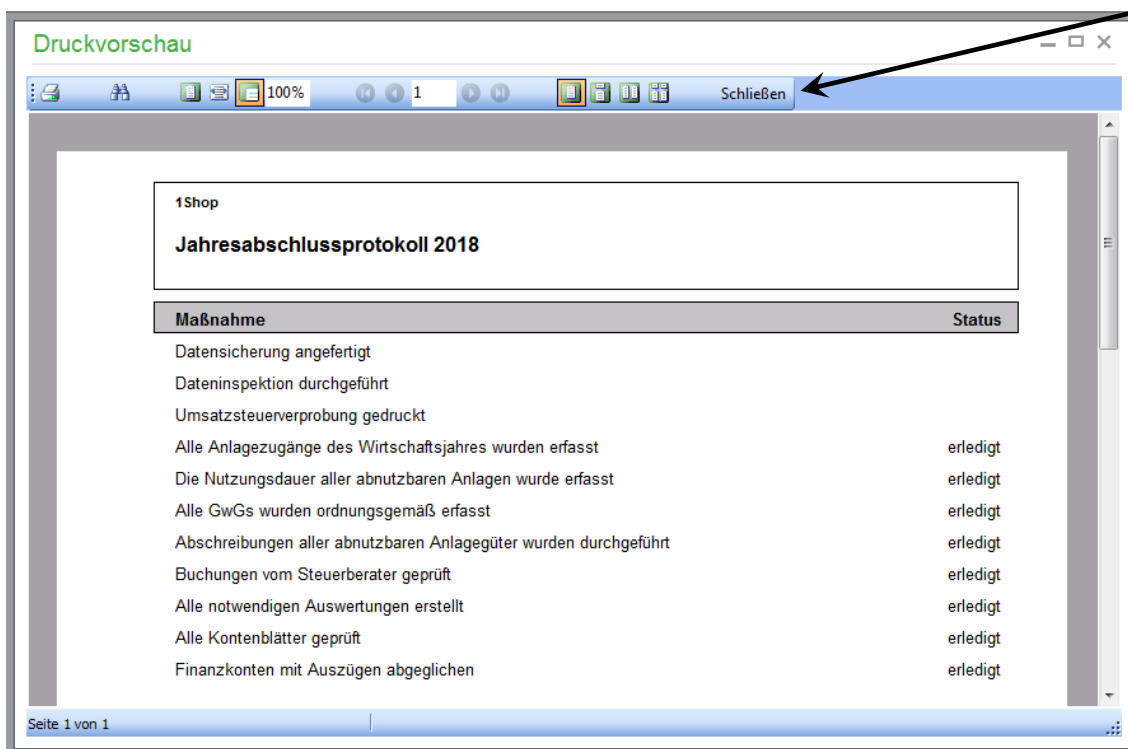 Druckvorschau
100% 1 Schließen
1Shop
Jahresabschlussprotokoll 2018
Maßnahme Status
Datensicherung angefertigt
Dateninspektion durchgeführt
Umsatzsteuerverprobung gedruckt
Alle Anlagezugänge des Wirtschaftsjahres wurden erfasst erledigt
Die Nutzungsdauer aller abnutzbaren Anlagen wurde erfasst erledigt
Alle GwGs wurden ordnungsgemäß erfasst erledigt
Abschreibungen aller abnutzbaren Anlagegüter wurden durchgeführt erledigt
Buchungen vom Steuerberater geprüft erledigt
Alle notwendigen Auswertungen erstellt erledigt
Alle Kontenblätter geprüft erledigt
Finanzkonten mit Auszügen abgeglichen erledigt
Seite 1 von 1